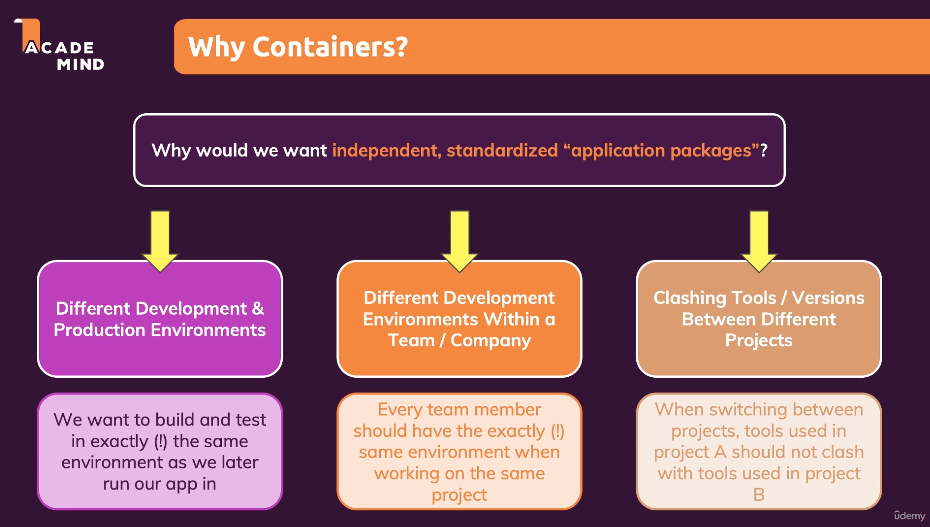 ACADE
MIND
Why Containers?
Why would we want independent, standardized “application packages”?
Different Development &
Production Environments
Different Development
Environments Within a
Team / Company
Clashing Tools / Versions
Between Different
Projects
We want to build and test
in exactly (!) the same
environment as we later
run our app in
Every team member
should have the exactly (!)
same environment when
working on the same
project
When switching between
projects, tools used in
project A should not clash
with tools used in project
B
ûdemy